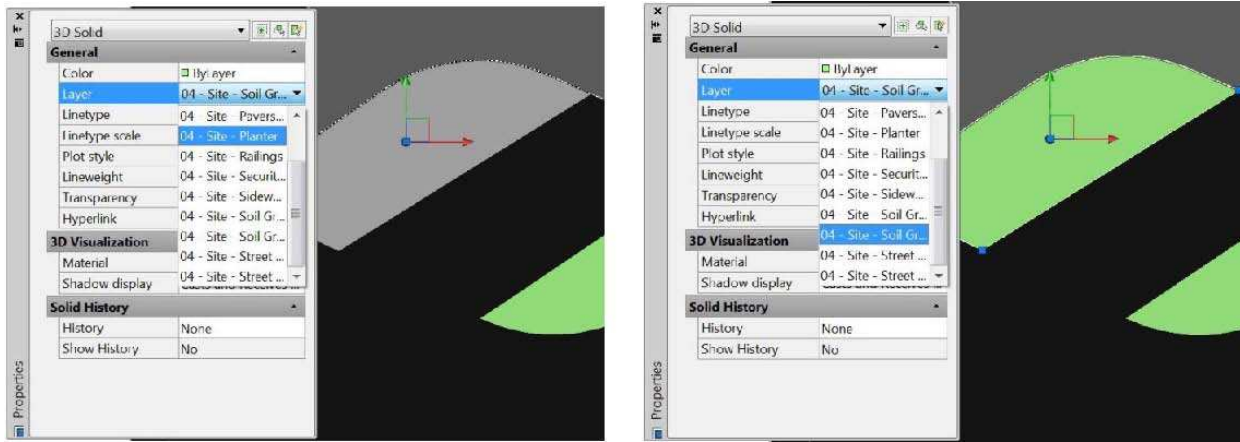 3D Solid
General
Color ByLayer
Layer 04 - Site - Soil Gr...
Linetype 04 Site Pavers...
Linetype scale 04 - Site - Planter
Plot style 04 - Site - Railings
Lineweight 04 - Site - Securit...
Transparency 04 - Site - Sidew...
Hyperlink 04 - Site - Soil Gr...
3D Visualization 04 Site Soil Gr...
Material 04 - Site - Street ...
Shadow display 04 - Site - Street ...
Solid History
History None
Show History No
Properties
3D Solid
General
Color ByLayer
Layer 04 - Site - Soil Gr...
Linetype 04 Site Pavers...
Linetype scale 04 - Site - Planter
Plot style 04 - Site - Railings
Lineweight 04 - Site - Securit...
Transparency 04 - Site - Sidew...
Hyperlink 04 Site Soil Gr...
3D Visualization 04 - Site - Soil Gr...
Material 04 - Site - Street ...
Shadow display 04 - Site - Street ...
Solid History
History None
Show History No
Properties